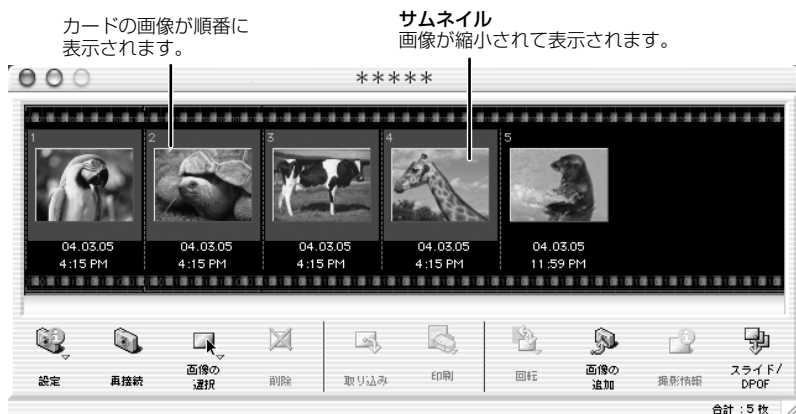 カードの画像が順番に
表示されます。
サムネイル
画像が縮小されて表示されます。
*****
1 2 3 4 5
04.03.05 04.03.05 04.03.05 04.03.05 04.03.05
4:15 PM 4:15 PM 4:15 PM 4:15 PM 11:59 PM
設定 再接続 画像の選択 削除 取り込み 印刷 回転 画像の追加 撮影情報 スライド/DPOF
合計:5枚